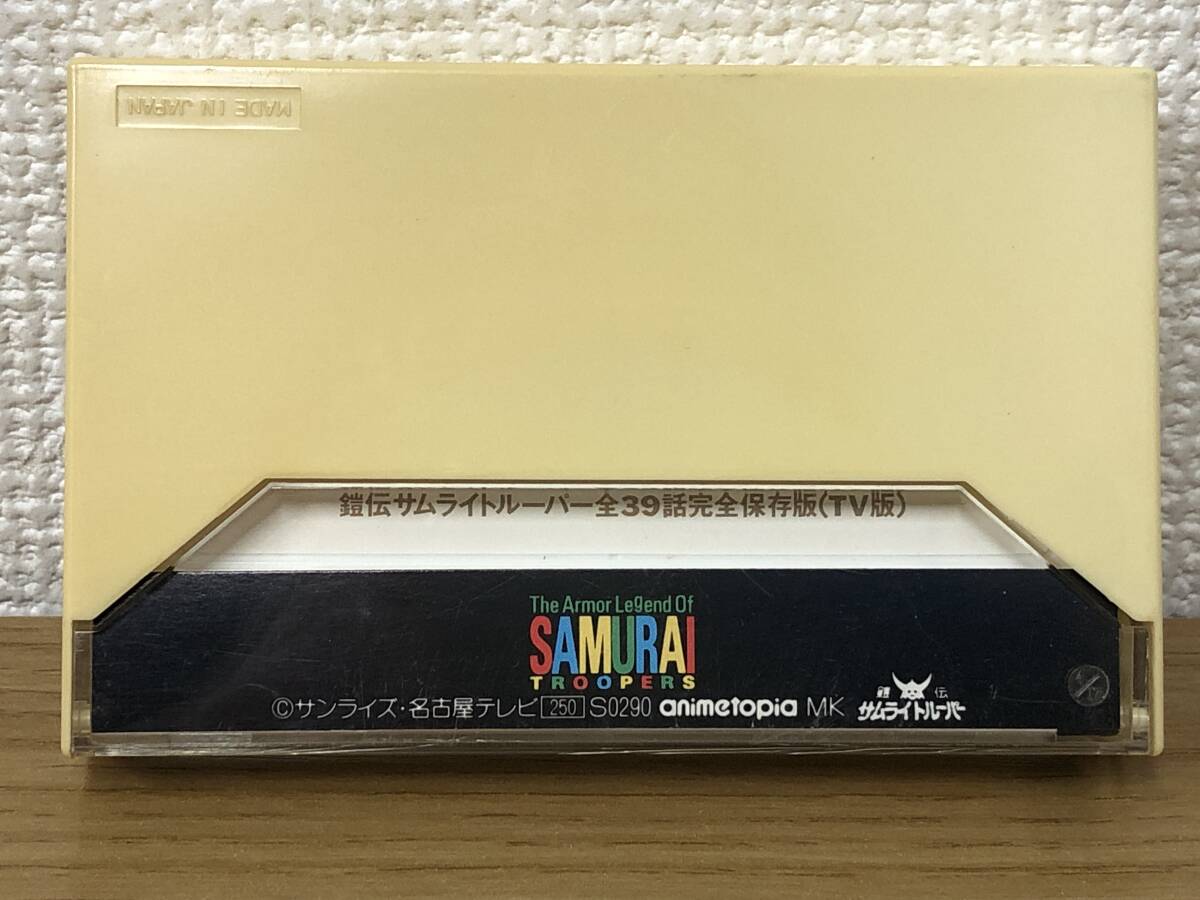 MADE IN JAPAN
鎧伝サムライトルーパー全39話完全保存版(TV版)
The Armor Legend Of
SAMURAI
TROOPERS
©サンライズ・名古屋テレビ 250 S0290 animetopia MK
鎧伝
サムライトルーパー